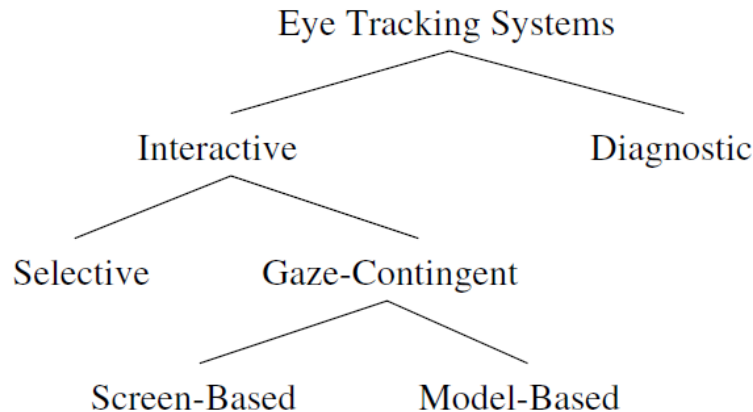 Eye Tracking Systems
Interactive Diagnostic
Selective Gaze-Contingent
Screen-Based Model-Based